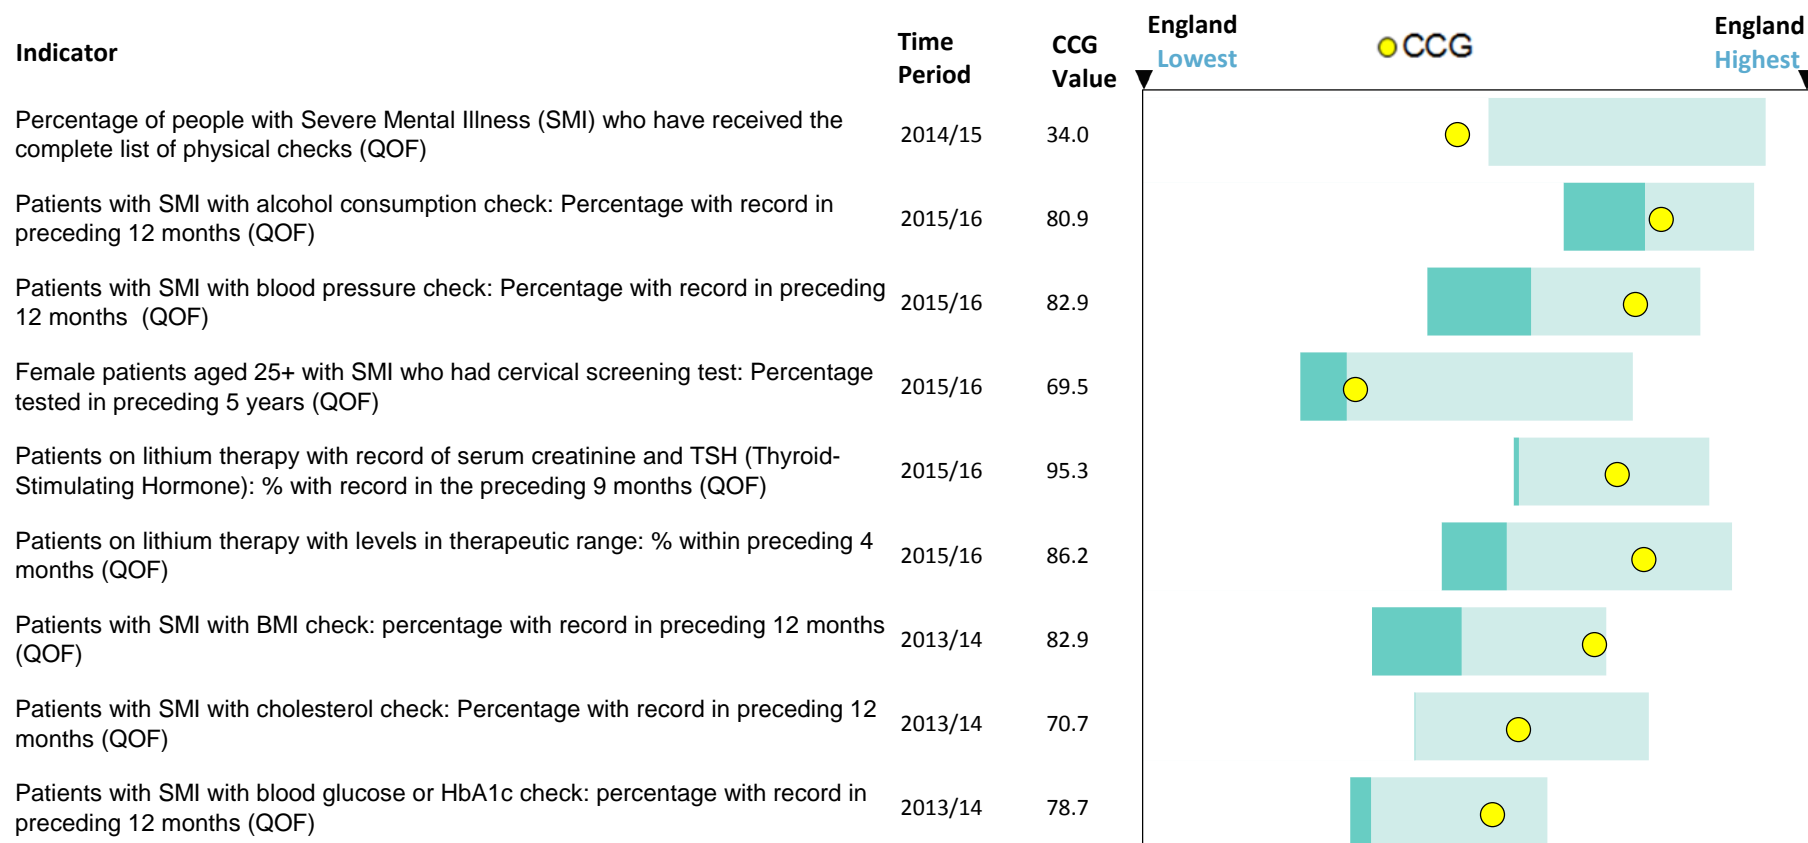 Indicator
Time Period
CCG Value
England Lowest
CCG
England Highest
Percentage of people with Severe Mental Illness (SMI) who have received the
complete list of physical checks (QOF)
2014/15
34.0
Patients with SMI with alcohol consumption check: Percentage with record in
preceding 12 months (QOF)
2015/16
80.9
Patients with SMI with blood pressure check: Percentage with record in preceding
12 months  (QOF)
2015/16
82.9
Female patients aged 25+ with SMI who had cervical screening test: Percentage
tested in preceding 5 years (QOF)
2015/16
69.5
Patients on lithium therapy with record of serum creatinine and TSH (Thyroid-
Stimulating Hormone): % with record in the preceding 9 months (QOF)
2015/16
95.3
Patients on lithium therapy with levels in therapeutic range: % within preceding 4
months (QOF)
2015/16
86.2
Patients with SMI with BMI check: percentage with record in preceding 12 months
(QOF)
2013/14
82.9
Patients with SMI with cholesterol check: Percentage with record in preceding 12
months (QOF)
2013/14
70.7
Patients with SMI with blood glucose or HbA1c check: percentage with record in
preceding 12 months (QOF)
2013/14
78.7